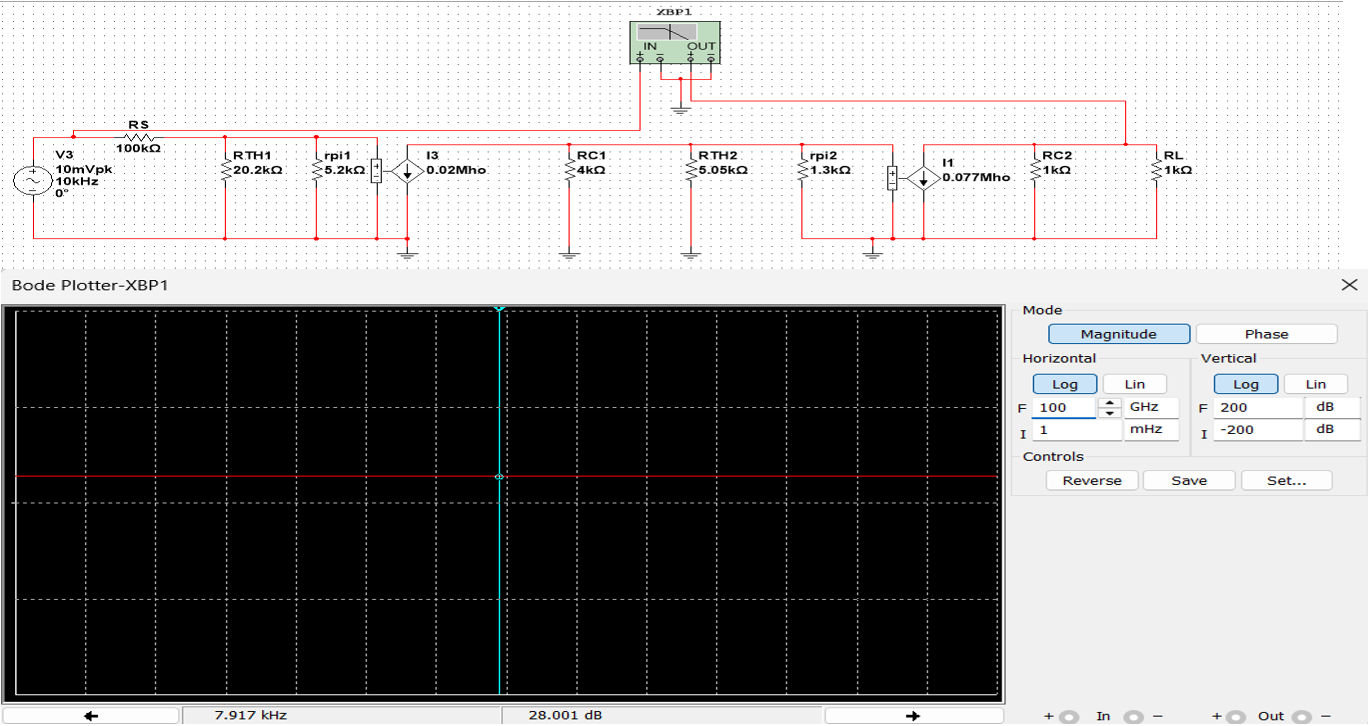 XBP1
IN OUT
+ − + −
RS
100kΩ
V3
10mVpk
10kHz
0°
RTH1
20.2kΩ
rpi1
5.2kΩ
I3
0.02Mho
RC1
4kΩ
RTH2
5.05kΩ
rpi2
1.3kΩ
I1
0.077Mho
RC2
1kΩ
RL
1kΩ
Bode Plotter-XBP1
Mode
Magnitude Phase
Horizontal Vertical
Log Lin Log Lin
F 100 GHz F 200 dB
I 1 mHz I -200 dB
Controls
Reverse Save Set...
7.917 kHz 28.001 dB
+ In − + Out −